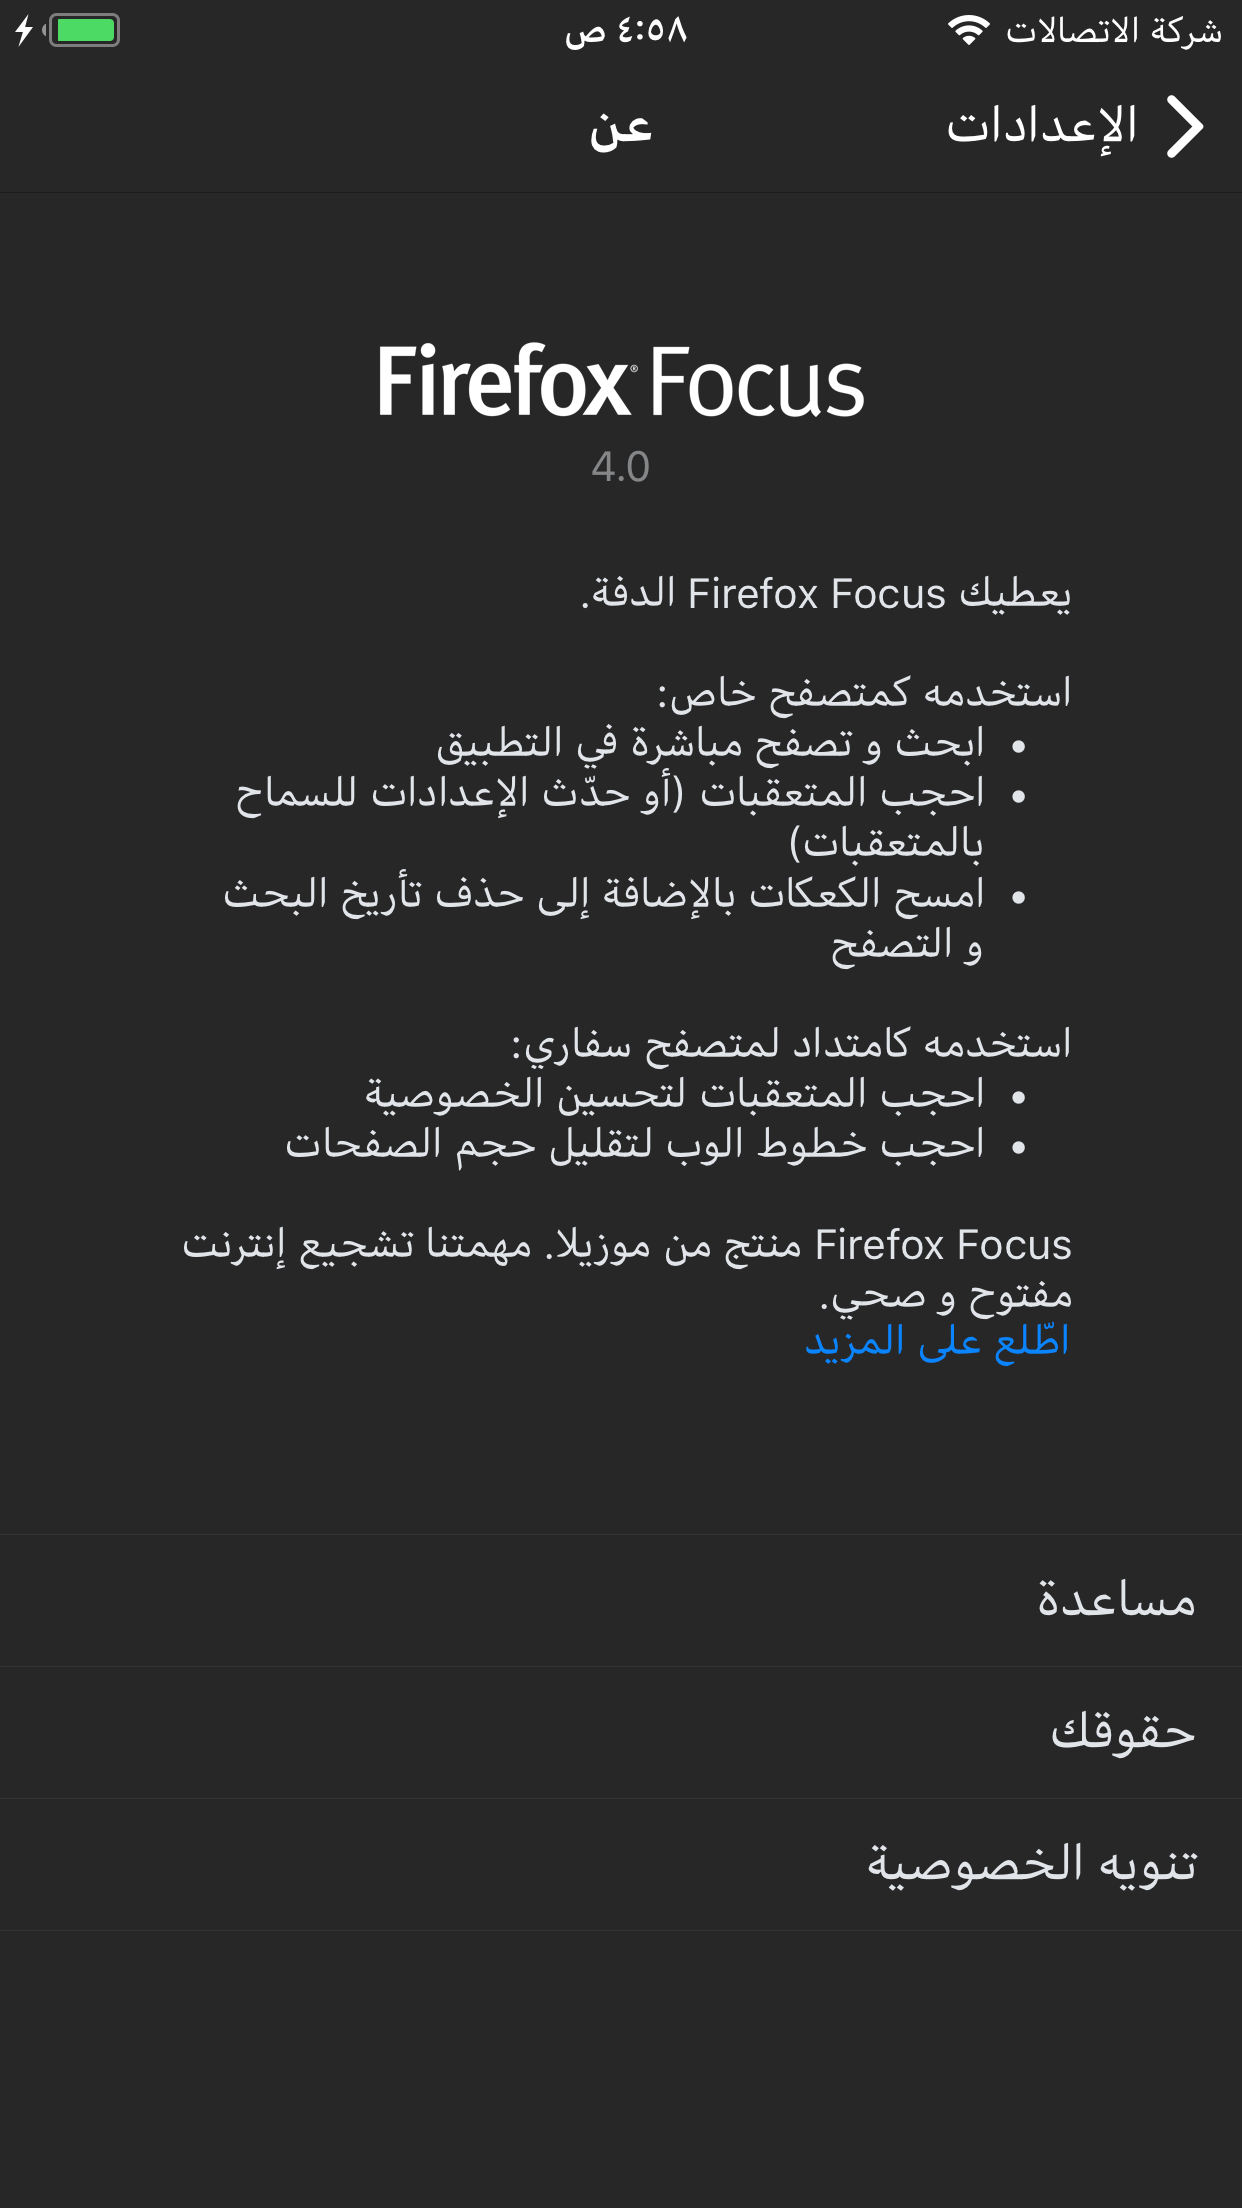 شركة الاتصالات ٤:٥٨ ص
الإعدادات عن
Firefox® Focus
4.0
يعطيك Firefox Focus الدفة.
استخدمه كمتصفح خاص:
• ابحث و تصفح مباشرة في التطبيق
• احجب المتعقبات (أو حدّث الإعدادات للسماح
بالمتعقبات)
• امسح الكعكات بالإضافة إلى حذف تأريخ البحث
و التصفح
استخدمه كامتداد لمتصفح سفاري:
• احجب المتعقبات لتحسين الخصوصية
• احجب خطوط الوب لتقليل حجم الصفحات
Firefox Focus منتج من موزيلا. مهمتنا تشجيع إنترنت
مفتوح و صحي.
اطّلع على المزيد
مساعدة
حقوقك
تنويه الخصوصية